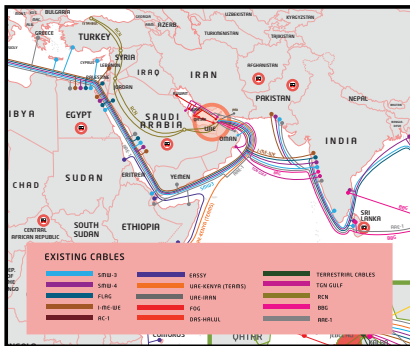 BULGARIA
GREECE
TURKEY
AZERB.
UZBEKISTAN
KYRGYZSTAN
TURKMENISTAN
TAJIKISTAN
SYRIA
LEBANON
PALESTINE
JORDAN
IRAQ
IRAN
AFGHANISTAN
PAKISTAN
NEPAL
IBYA
EGYPT
SAUDI
ARABIA
UAE
OMAN
INDIA
CHAD
SUDAN
ERITREA
YEMEN
CENTRAL
AFRICAN REPUBLIC
SOUTH
SUDAN
ETHIOPIA
SRI
LANKA
RCN
EXISTING CABLES
SMW-3
SMW-4
FLAG
I-ME-WE
AC-1
EASSY
UAE-KENYA (TEAMS)
UAE-IRAN
FOG
DAS-HALUL
TERRESTRIAL CABLES
TGN GULF
RCN
BBG
AAE-1
COMOROS
QATAR